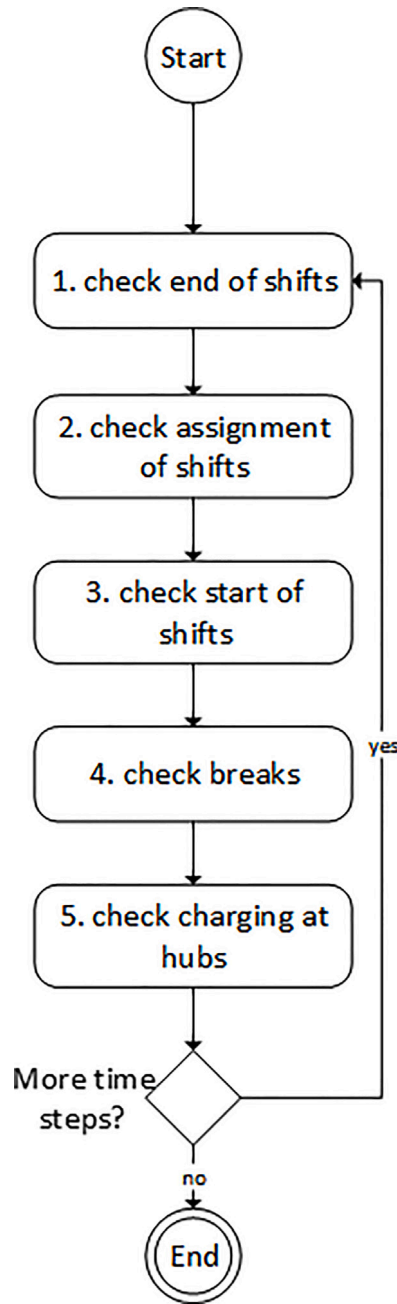 Start
1. check end of shifts
2. check assignment
of shifts
3. check start of
shifts
4. check breaks
yes
5. check charging at
hubs
More time
steps?
no
End